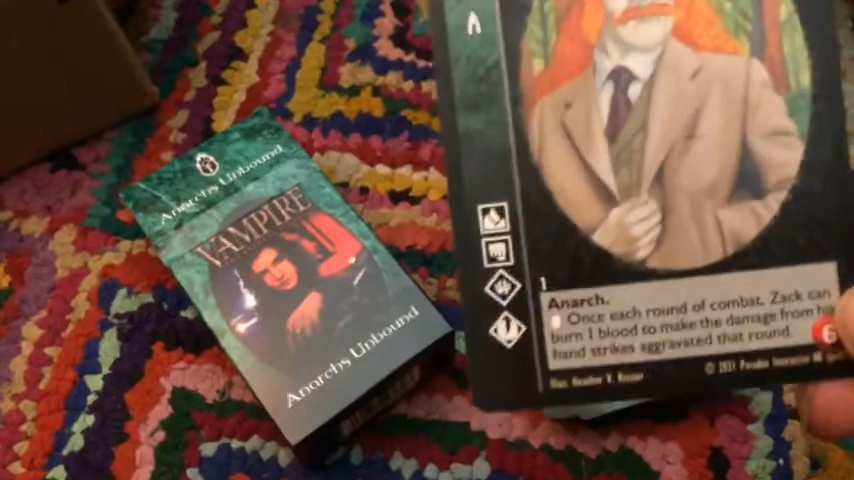 Anarchs Unbound
VAMPIRE
Anarchs Unbound
1
Anarch.
Once each round of combat, Zack can
burn 1 blood to make the damage from
hand strikes aggravated that round.
6
© 2021 Paradox Interactive AB